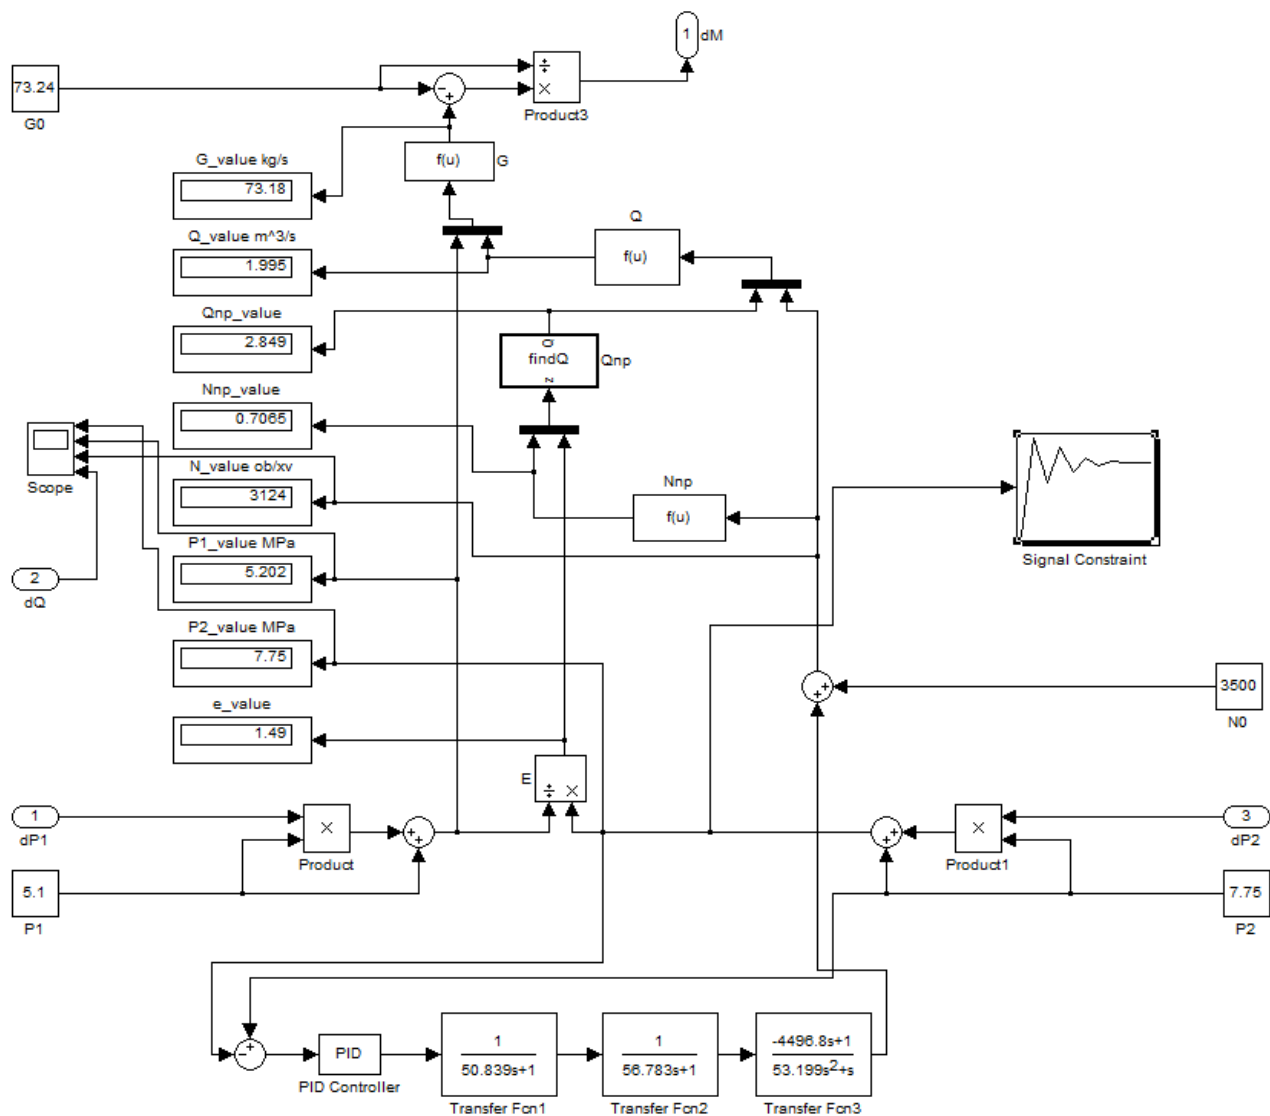 1
dM
73.24
÷
×
G0
−
+
Product3
G_value kg/s
f(u)
G
73.18
Q
Q_value m^3/s
f(u)
1.995
Qnp_value
2.849
Q
findQ
z
Qnp
Nnp_value
0.7065
N_value ob/xv
Nnp
Scope
3124
f(u)
P1_value MPa
Signal Constraint
2
5.202
dQ
P2_value MPa
7.75
+
+
3500
N0
e_value
1.49
E
÷
×
1
dP1
×
+
+
+
+
×
3
dP2
Product
Product1
5.1
7.75
P1
P2
−
+
PID
1
50.839s+1
1
56.783s+1
-4496.8s+1
53.199s²+s
PID Controller
Transfer Fcn1
Transfer Fcn2
Transfer Fcn3